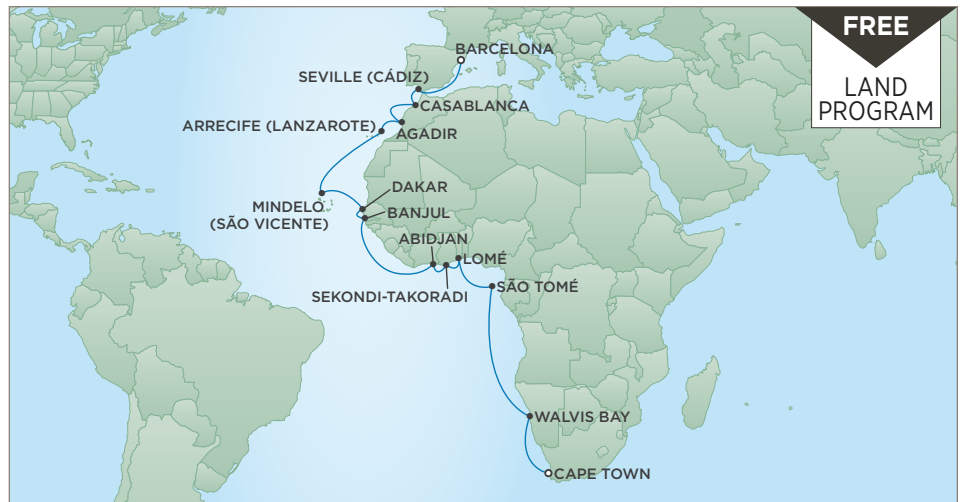 FREE
LAND
PROGRAM
BARCELONA
SEVILLE (CÁDIZ)
CASABLANCA
ARRECIFE (LANZAROTE)
AGADIR
DAKAR
MINDELO
(SÃO VICENTE)
BANJUL
ABIDJAN
LOMÉ
SEKONDI-TAKORADI
SÃO TOMÉ
WALVIS BAY
CAPE TOWN